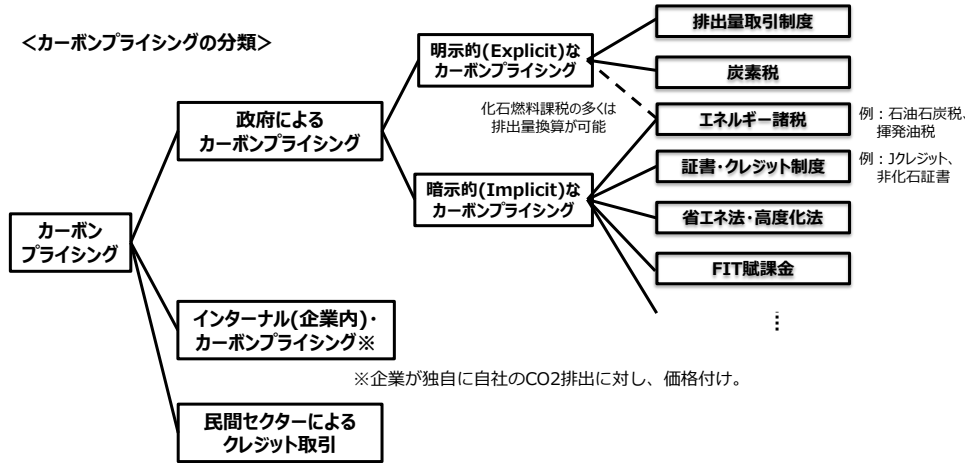 <カーボンプライシングの分類>
カーボン
プライシング
政府による
カーボンプライシング
インターナル(企業内)・
カーボンプライシング※
※企業が独自に自社のCO2排出に対し、価格付け。
民間セクターによる
クレジット取引
明示的(Explicit)な
カーボンプライシング
化石燃料課税の多くは
排出量換算が可能
暗示的(Implicit)な
カーボンプライシング
排出量取引制度
炭素税
エネルギー諸税
例：石油石炭税、
揮発油税
証書・クレジット制度
例：Jクレジット、
非化石証書
省エネ法・高度化法
FIT賦課金